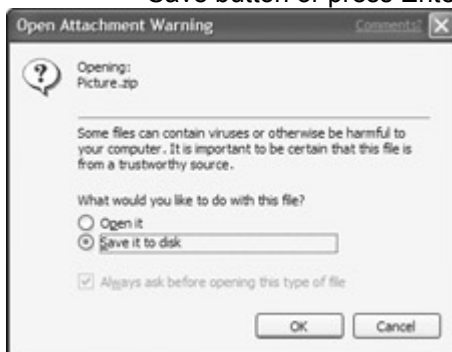 Save button or press Ente
Open Attachment Warning Comments?
Opening:
Picture.zip
Some files can contain viruses or otherwise be harmful to
your computer. It is important to be certain that this file is
from a trustworthy source.
What would you like to do with this file?
Open it
Save it to disk
Always ask before opening this type of file
OK Cancel